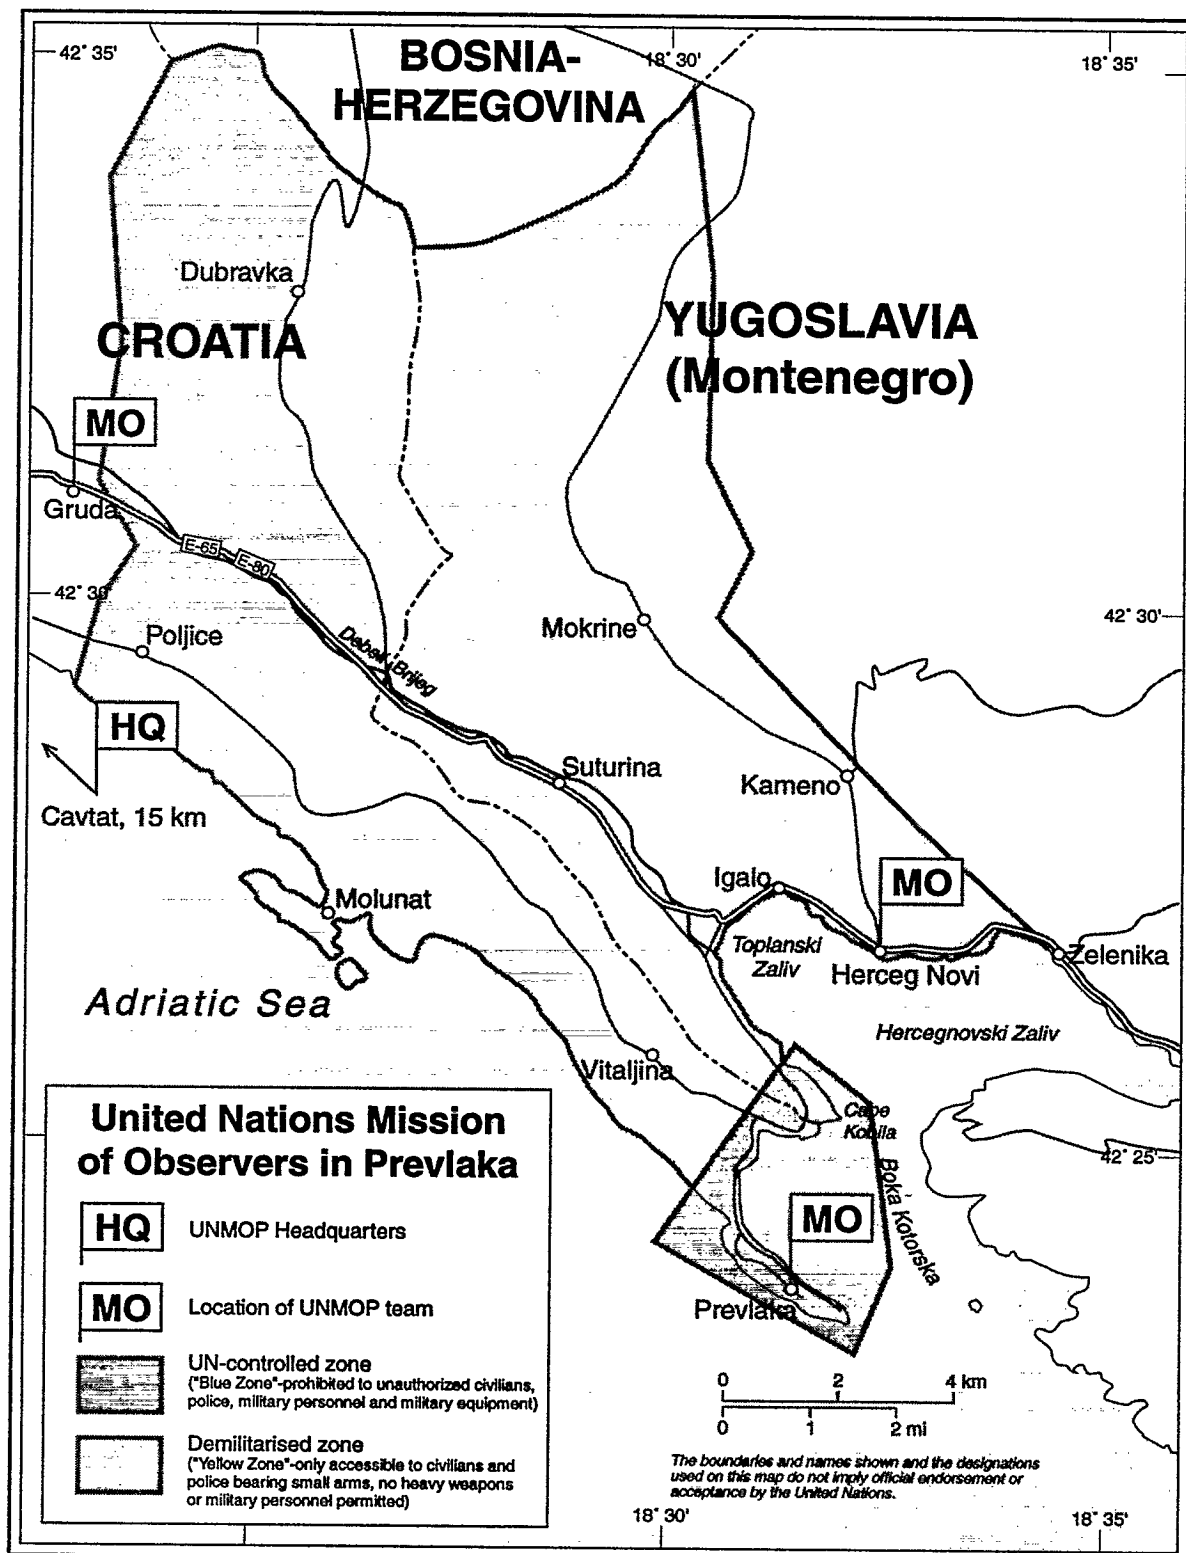 42° 35'
BOSNIA-
HERZEGOVINA
18° 30'
18° 35'
Dubravka
CROATIA
YUGOSLAVIA
(Montenegro)
MO
Gruda
E-65
E-80
42° 30'
Poljice
Debeli Brijeg
Mokrine
42° 30'
HQ
Cavtat, 15 km
Suturina
Kameno
Igalo
MO
Molunat
Toplanski
Zaliv
Herceg Novi
Zelenika
Adriatic Sea
Hercegnovski Zaliv
Vitaljina
Cape
Kobila
42° 25'
Boka Kotorska
MO
Prevlaka
United Nations Mission
of Observers in Prevlaka
HQ
UNMOP Headquarters
MO
Location of UNMOP team
UN-controlled zone
("Blue Zone"-prohibited to unauthorized civilians,
police, military personnel and military equipment)
Demilitarised zone
("Yellow Zone"-only accessible to civilians and
police bearing small arms, no heavy weapons
or military personnel permitted)
0 2 4 km
0 1 2 mi
The boundaries and names shown and the designations
used on this map do not imply official endorsement or
acceptance by the United Nations.
18° 30'
18° 35'